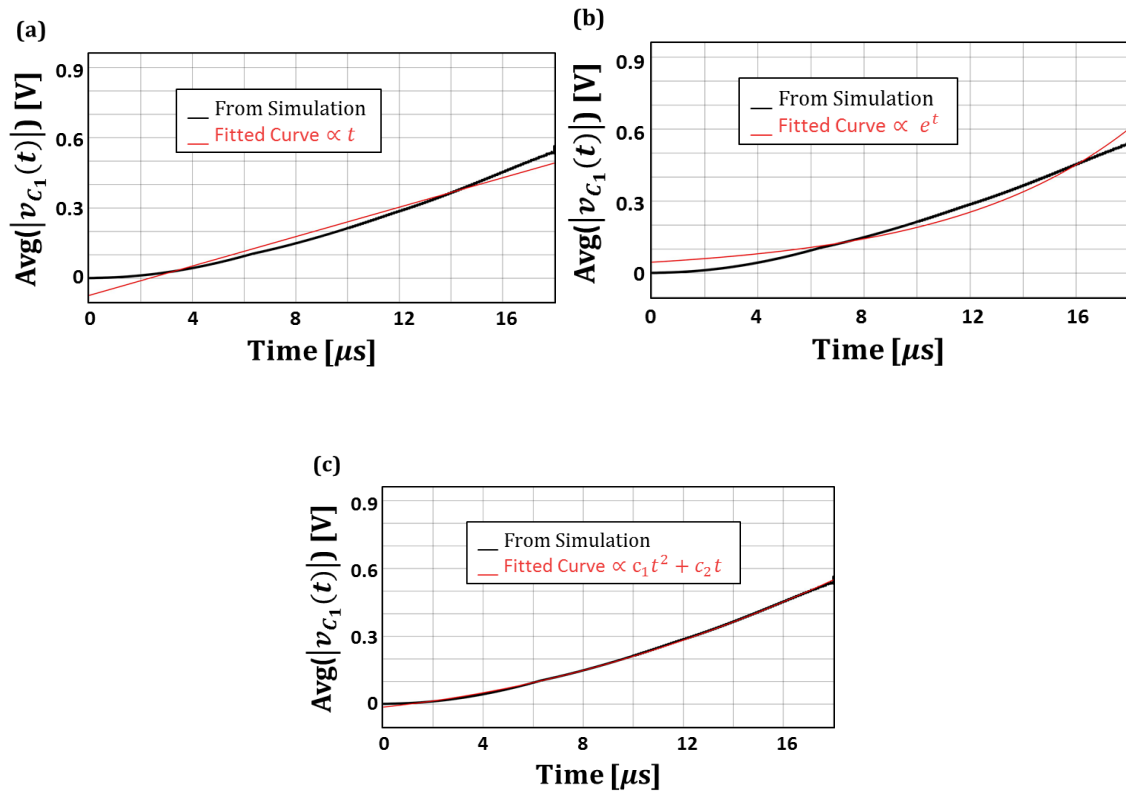 (a)
Avg(|v_{C_1}(t)|) [V]
0.9
0.6
0.3
0
From Simulation
Fitted Curve ∝ t
0 4 8 12 16
Time [μs]
(b)
Avg(|v_{C_1}(t)|) [V]
0.9
0.6
0.3
0
From Simulation
Fitted Curve ∝ e^t
0 4 8 12 16
Time [μs]
(c)
Avg(|v_{C_1}(t)|) [V]
0.9
0.6
0.3
0
From Simulation
Fitted Curve ∝ c₁t² + c₂t
0 4 8 12 16
Time [μs]